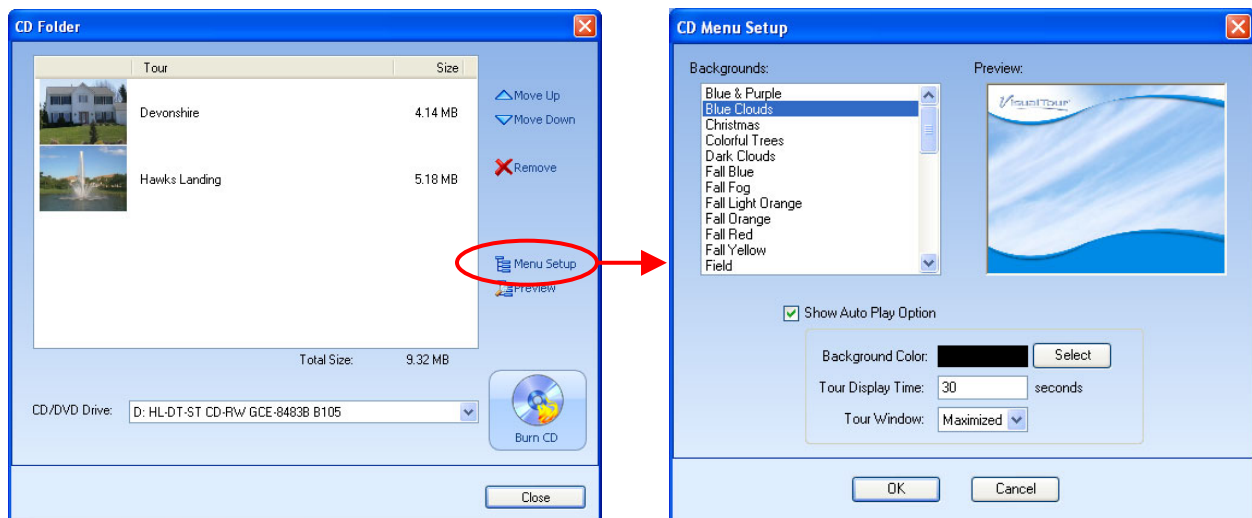 CD Folder
Tour Size
Devonshire 4.14 MB
Hawks Landing 5.18 MB
Move Up
Move Down
Remove
Menu Setup
Preview
Total Size: 9.32 MB
CD/DVD Drive: D: HL-DT-ST CD-RW GCE-8483B B105
Burn CD
Close
CD Menu Setup
Backgrounds:
Blue & Purple
Blue Clouds
Christmas
Colorful Trees
Dark Clouds
Fall Blue
Fall Fog
Fall Light Orange
Fall Orange
Fall Red
Fall Yellow
Field
Preview:
VisualTour
Show Auto Play Option
Background Color: Select
Tour Display Time: 30 seconds
Tour Window: Maximized
OK Cancel